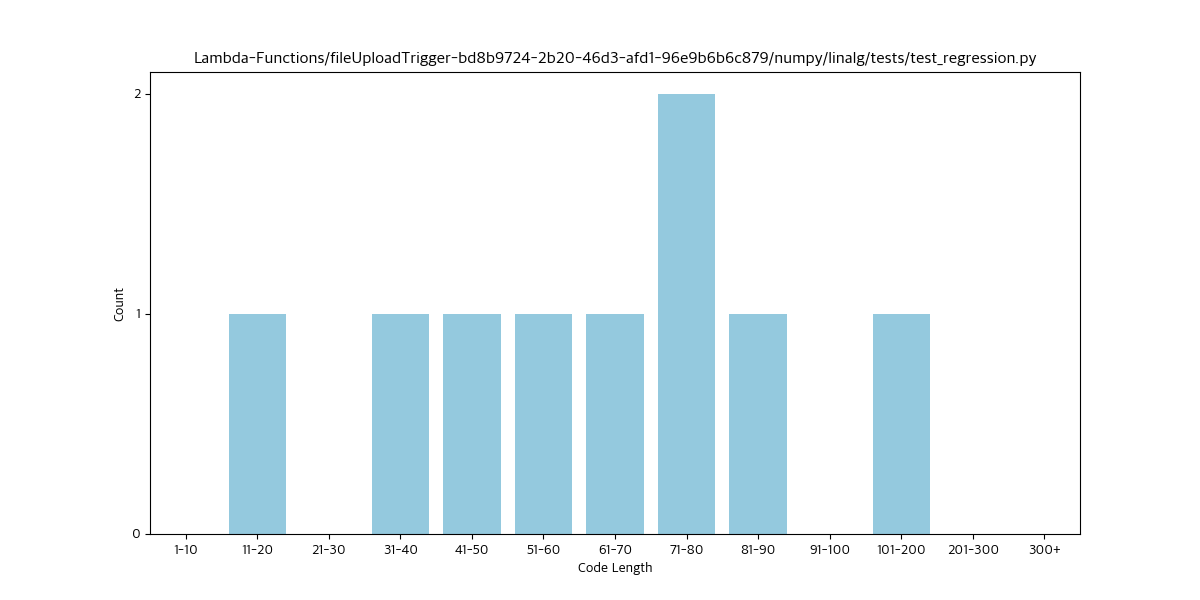 Lambda-Functions/fileUploadTrigger-bd8b9724-2b20-46d3-afd1-96e9b6b6c879/numpy/linalg/tests/test_regression.py
2
1
0
Count
1-10 11-20 21-30 31-40 41-50 51-60 61-70 71-80 81-90 91-100 101-200 201-300 300+
Code Length